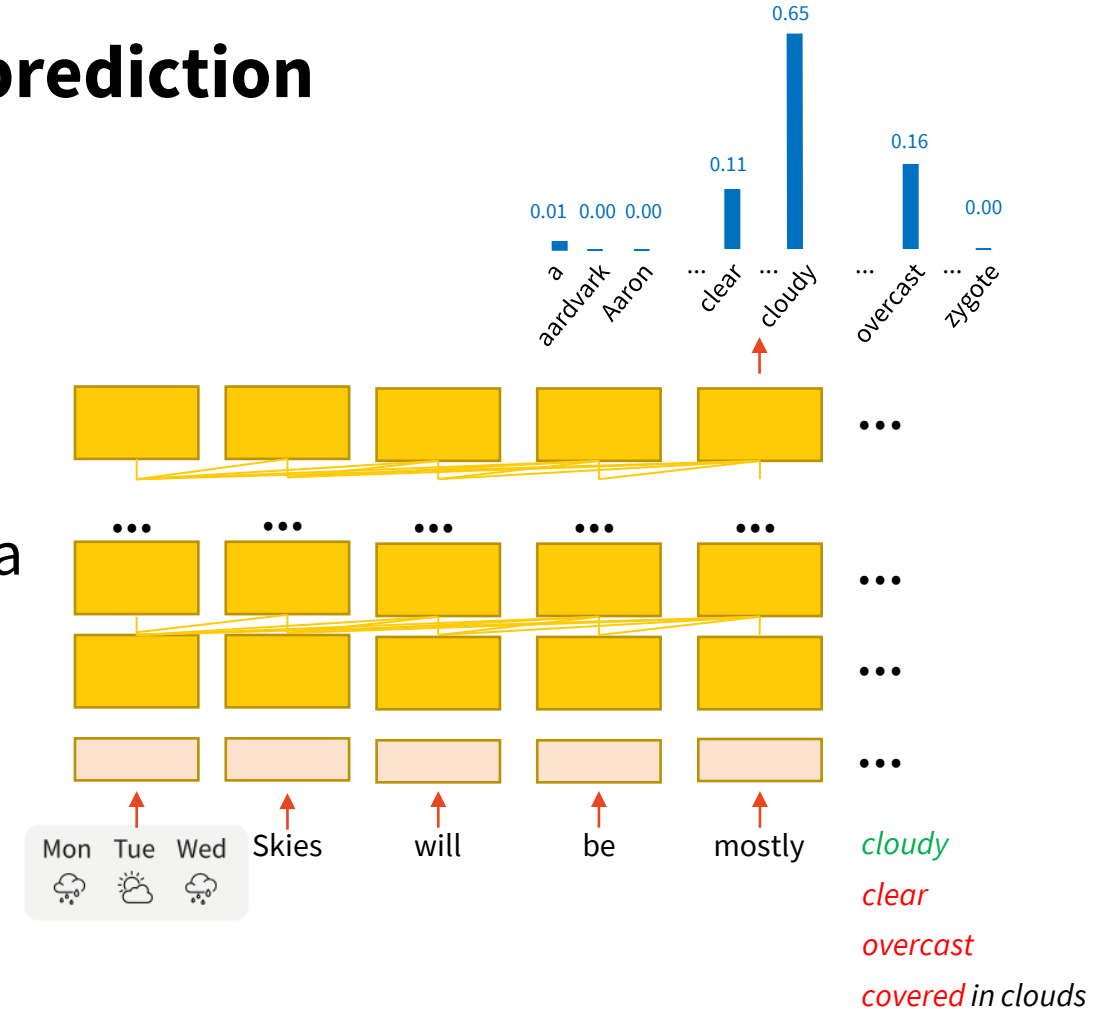 prediction
0.65
0.16
0.11
0.01 0.00 0.00
0.00
a
aardvark
Aaron
...
clear
...
cloudy
...
overcast
...
zygote
...
... ... ... ... ...
a
...
...
...
Mon Tue Wed
Skies will be mostly
cloudy
clear
overcast
covered in clouds